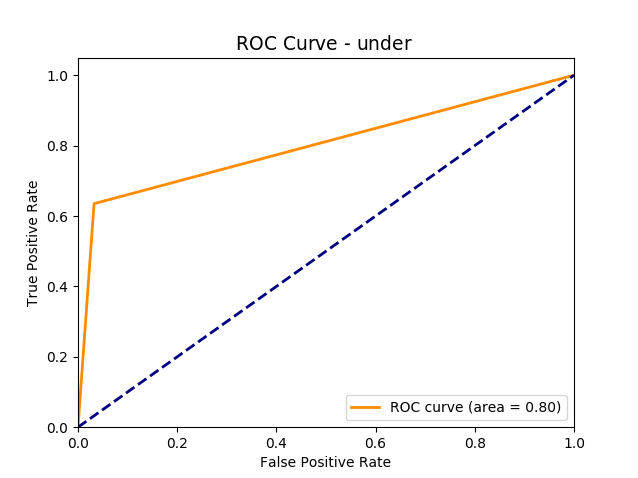 ROC Curve - under
True Positive Rate
1.0
0.8
0.6
0.4
0.2
0.0
0.0 0.2 0.4 0.6 0.8 1.0
False Positive Rate
ROC curve (area = 0.80)